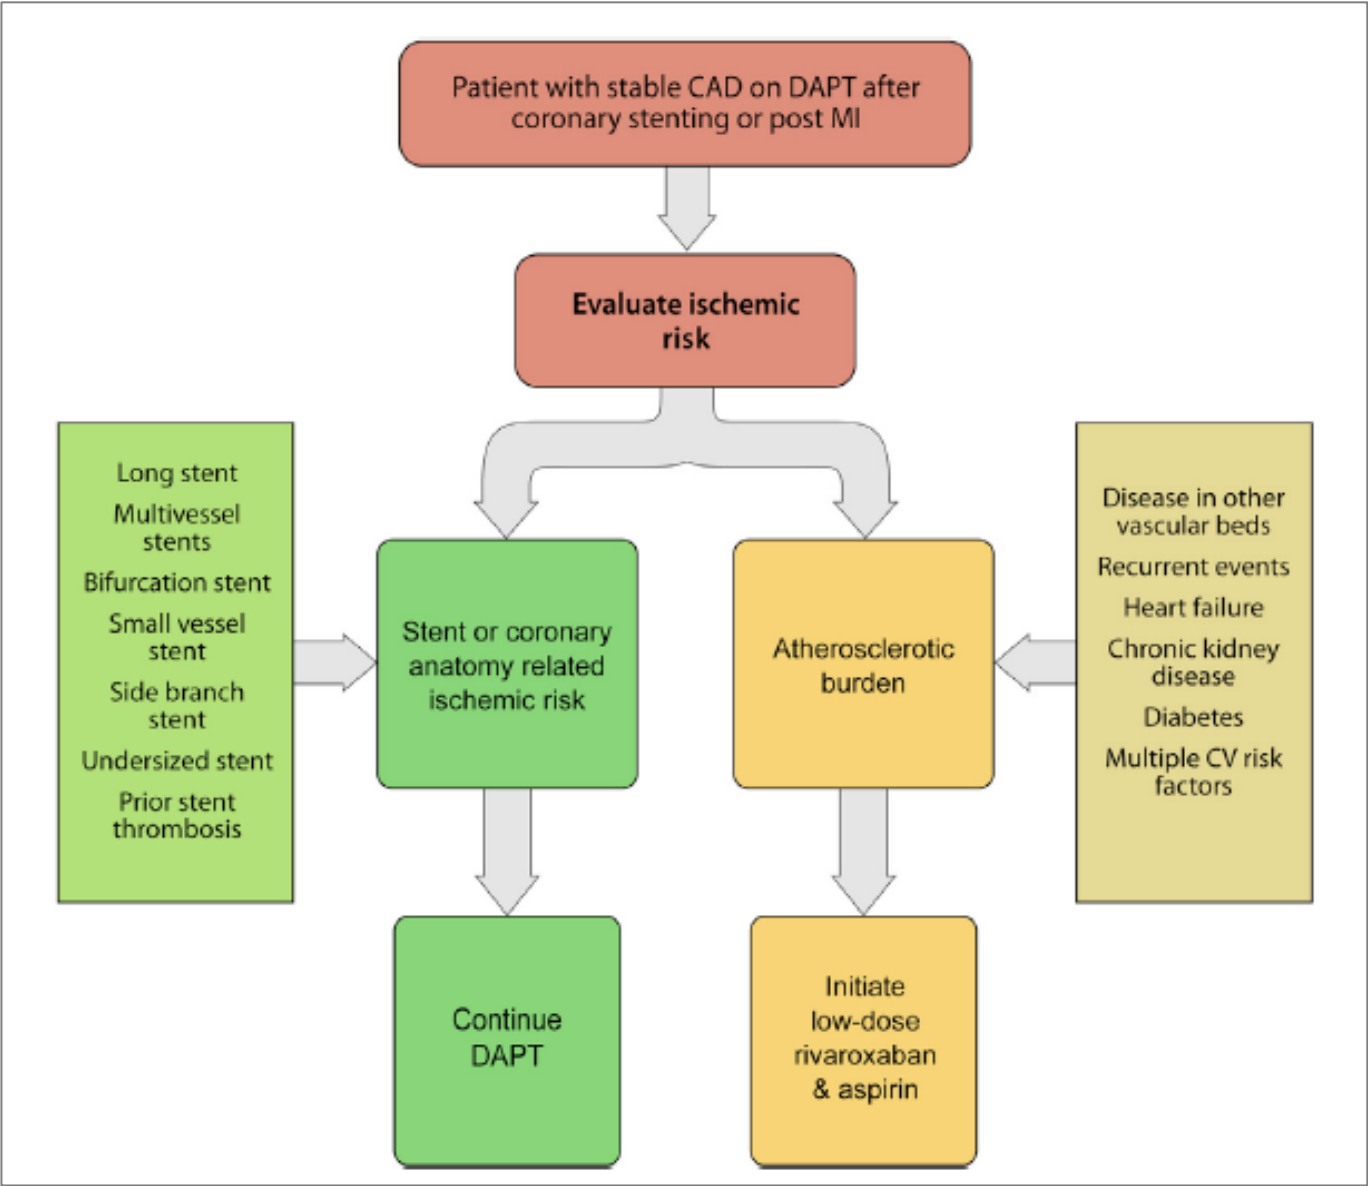 Patient with stable CAD on DAPT after
coronary stenting or post MI
Evaluate ischemic
risk
Long stent
Multivessel
stents
Bifurcation stent
Small vessel
stent
Side branch
stent
Undersized stent
Prior stent
thrombosis
Stent or coronary
anatomy related
ischemic risk
Atherosclerotic
burden
Disease in other
vascular beds
Recurrent events
Heart failure
Chronic kidney
disease
Diabetes
Multiple CV risk
factors
Continue
DAPT
Initiate
low-dose
rivaroxaban
& aspirin